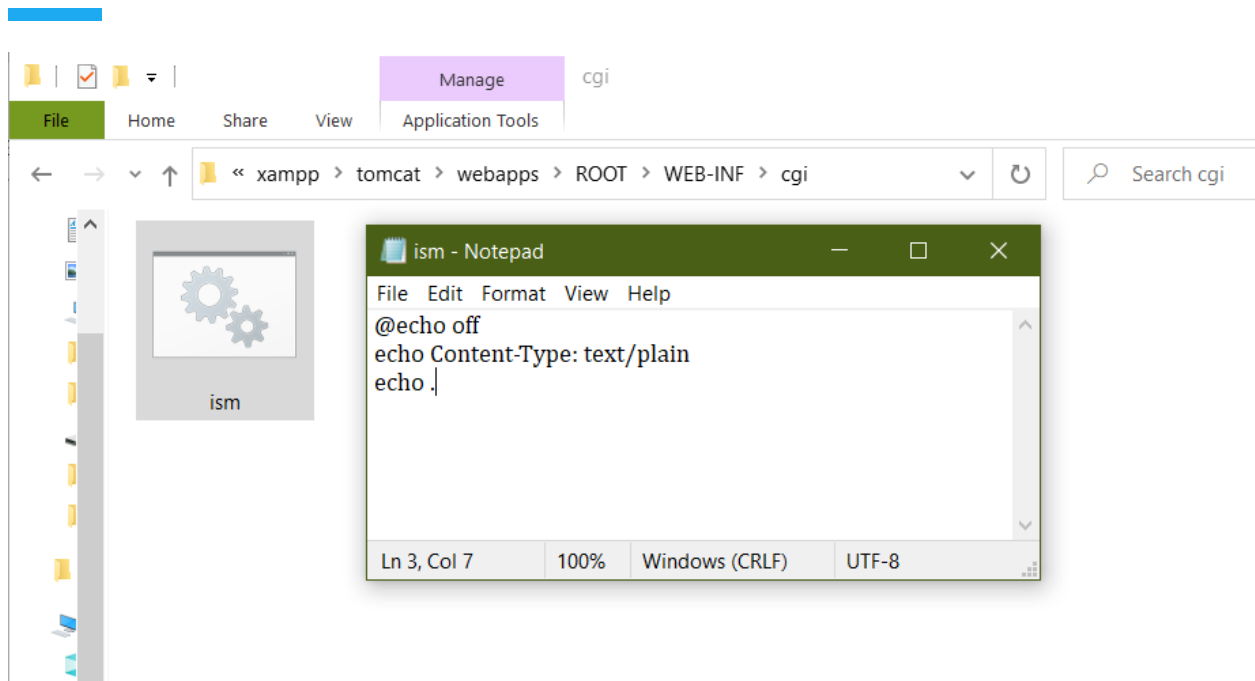 Manage
cgi
File
Home
Share
View
Application Tools
« xampp > tomcat > webapps > ROOT > WEB-INF > cgi
Search cgi
ism
ism - Notepad
File Edit Format View Help
@echo off
echo Content-Type: text/plain
echo .
Ln 3, Col 7
100%
Windows (CRLF)
UTF-8